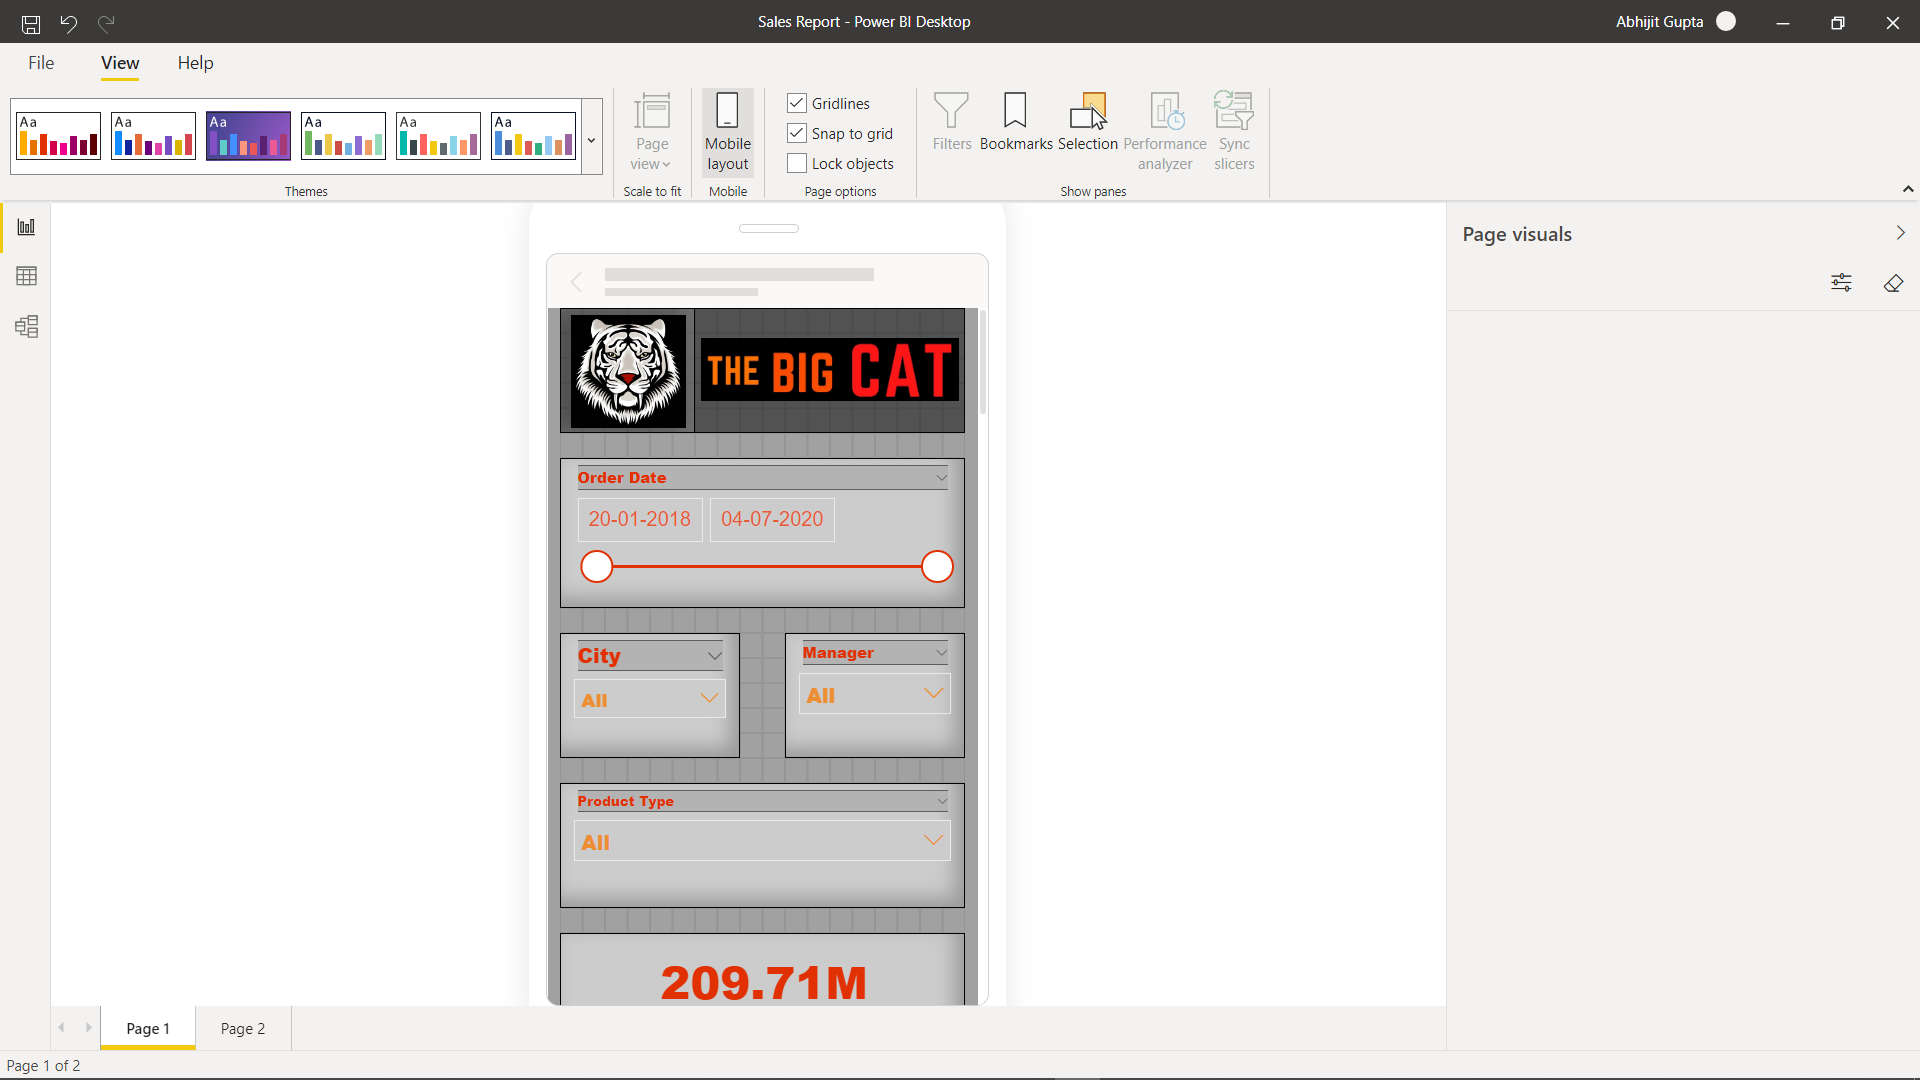 Sales Report - Power BI Desktop
Abhijit Gupta
File View Help
Aa Aa Aa Aa Aa Aa
Themes
Page view
Scale to fit
Mobile layout
Mobile
Gridlines
Snap to grid
Lock objects
Page options
Filters Bookmarks Selection Performance analyzer Sync slicers
Show panes
Page visuals
THE BIG CAT
Order Date
20-01-2018 04-07-2020
City
All
Manager
All
Product Type
All
209.71M
Page 1 Page 2
Page 1 of 2